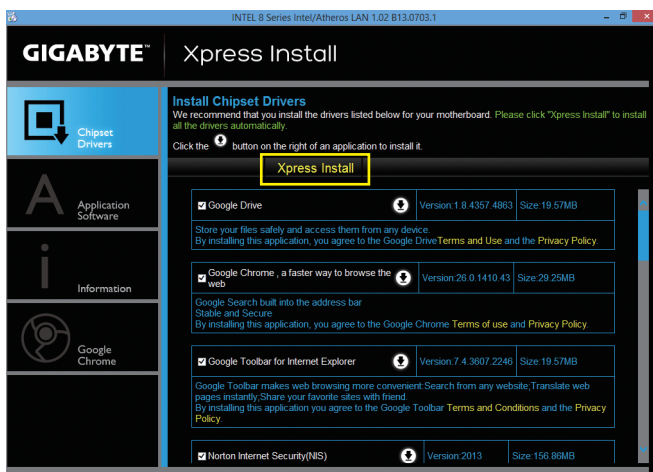 INTEL 8 Series Intel/Atheros LAN 1.02 B13.0703.1
GIGABYTE™
Xpress Install
Chipset
Drivers
Application
Software
Information
Google
Chrome
Install Chipset Drivers
We recommend that you install the drivers listed below for your motherboard. Please click "Xpress Install" to install
all the drivers automatically.
Click the button on the right of an application to install it.
Xpress Install
Google Drive Version:1.8.4357.4863 Size:19.57MB
Store your files safely and access them from any device.
By installing this application, you agree to the Google DriveTerms and Use and the Privacy Policy.
Google Chrome , a faster way to browse the
web Version:26.0.1410.43 Size:29.25MB
Google Search built into the address bar
Stable and Secure
By installing this application, you agree to the Google Chrome Terms of use and Privacy Policy.
Google Toolbar for Internet Explorer Version:7.4.3607.2246 Size:19.57MB
Google Toolbar makes web browsing more convenient:Search from any website;Translate web
pages instantly;Share your favorite sites with friend.
By installing this application you agree to the Google Toolbar Terms and Conditions and the Privacy
Policy.
Norton Internet Security(NIS) Version:2013 Size:156.86MB